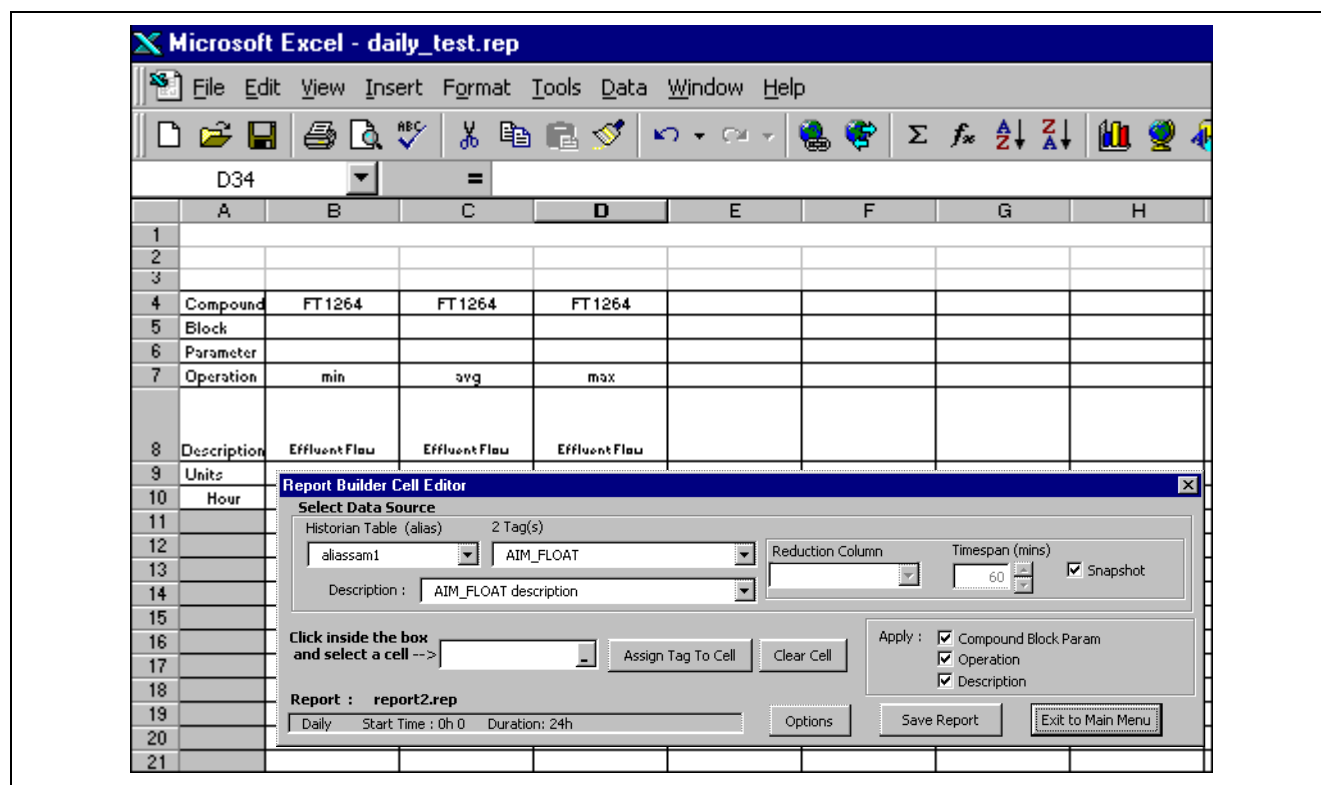 Microsoft Excel - daily_test.rep
File Edit View Insert Format Tools Data Window Help
ABC Σ fx A Z Z A
D34 =
A B C D E F G H
1
2
3
4 Compound FT1264 FT1264 FT1264
5 Block
6 Parameter
7 Operation min avg max
8 Description Effluent Flow Effluent Flow Effluent Flow
9 Units
10 Hour
11
12
13
14
15
16
17
18
19
20
21
Report Builder Cell Editor
Select Data Source
Historian Table (alias) 2 Tag(s)
aliassam1 AIM_FLOAT
Reduction Column Timespan (mins)
60 Snapshot
Description : AIM_FLOAT description
Click inside the box
and select a cell --> _ Assign Tag To Cell Clear Cell
Apply : Compound Block Param
Operation
Description
Report : report2.rep
Daily Start Time : 0h 0 Duration: 24h
Options Save Report Exit to Main Menu